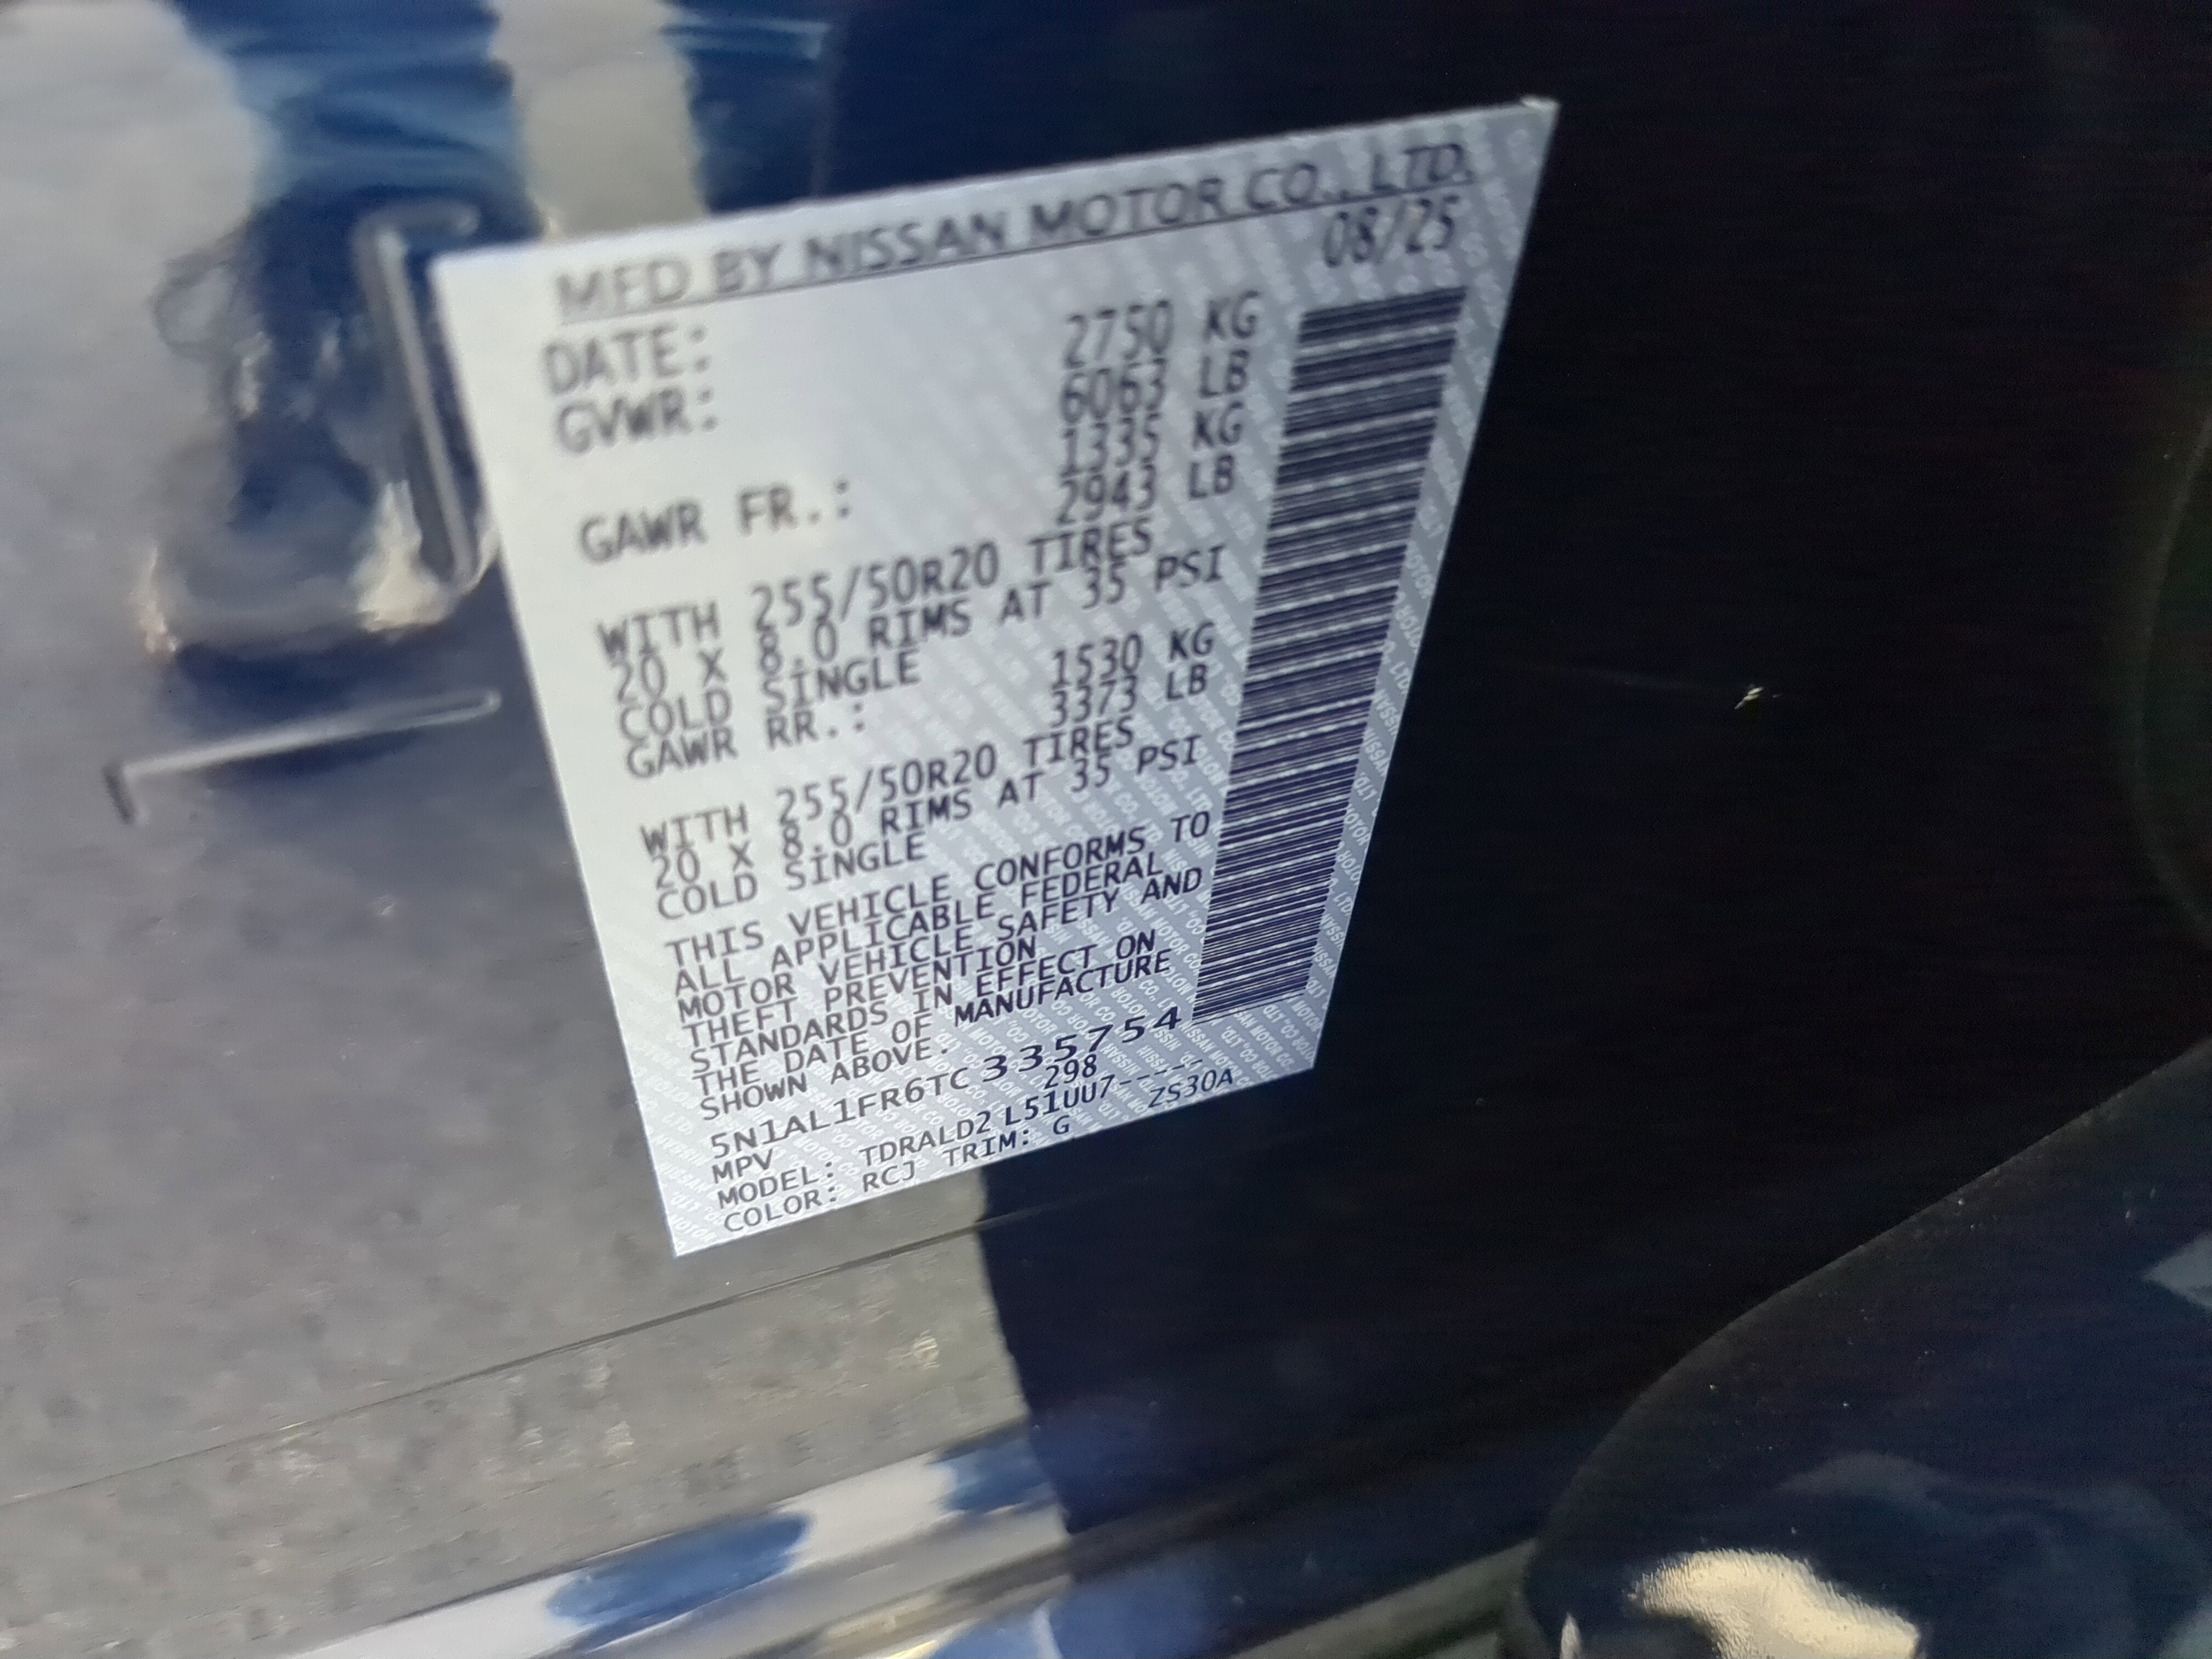 MFD BY NISSAN MOTOR CO., LTD.
DATE: 08/25
GVWR: 2750 KG
6063 LB
GAWR FR.: 1335 KG
2943 LB
WITH 255/50R20 TIRES
20 X 8.0 RIMS AT 35 PSI
COLD SINGLE
GAWR RR.: 1530 KG
3373 LB
WITH 255/50R20 TIRES
20 X 8.0 RIMS AT 35 PSI
COLD SINGLE
THIS VEHICLE CONFORMS TO
ALL APPLICABLE FEDERAL
MOTOR VEHICLE SAFETY AND
THEFT PREVENTION
STANDARDS IN EFFECT ON
THE DATE OF MANUFACTURE
SHOWN ABOVE.
5N1AL1FR6TC335754
MPV 298
MODEL: TDRALD2 L51UU7-----
COLOR: RCJ TRIM: G ZS30A